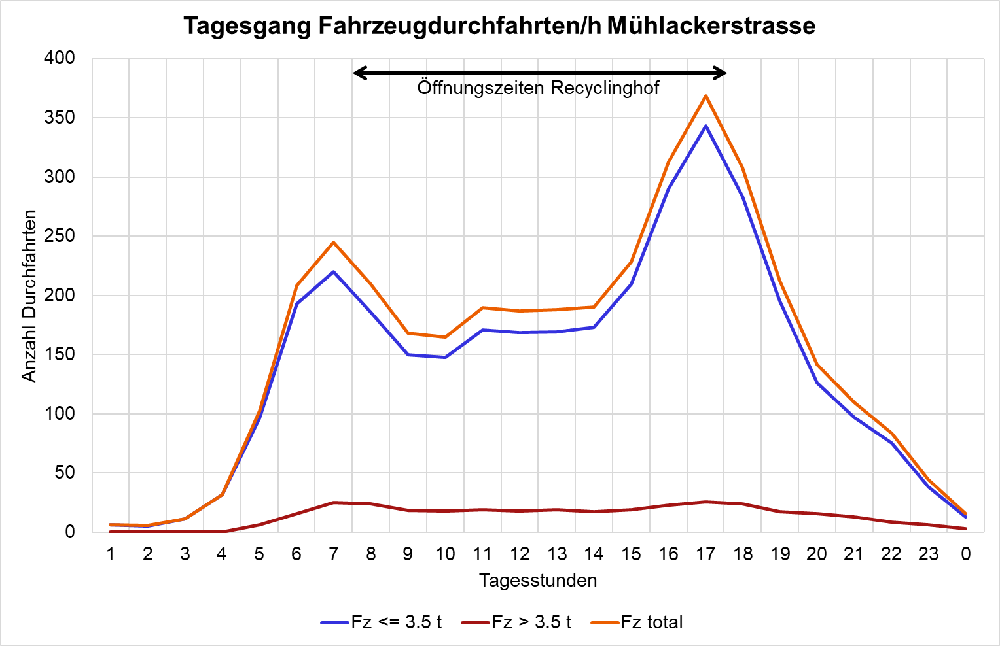 Tagesgang Fahrzeugdurchfahrten/h Mühlackerstrasse
Öffnungszeiten Recyclinghof
400
350
300
250
200
150
100
50
0
Anzahl Durchfahrten
1 2 3 4 5 6 7 8 9 10 11 12 13 14 15 16 17 18 19 20 21 22 23 0
Tagesstunden
Fz <= 3.5 t Fz > 3.5 t Fz total